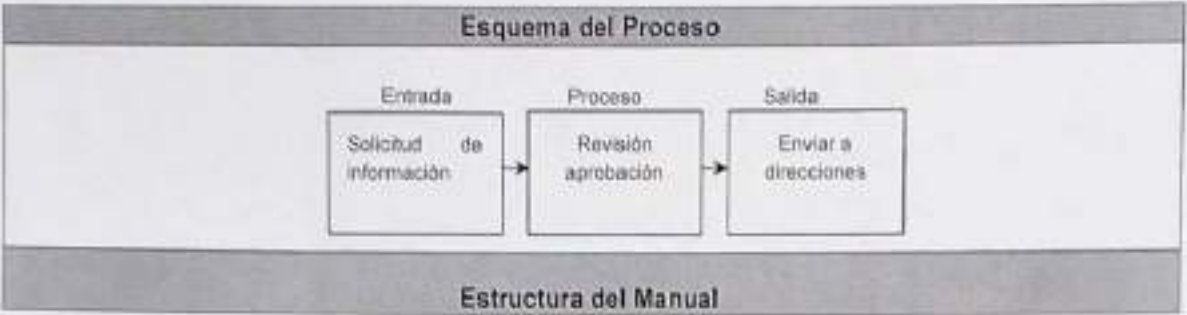 Esquema del Proceso
Entrada
Solicitud de
información
Proceso
Revisión
aprobación
Salida
Enviar a
direcciones
Estructura del Manual